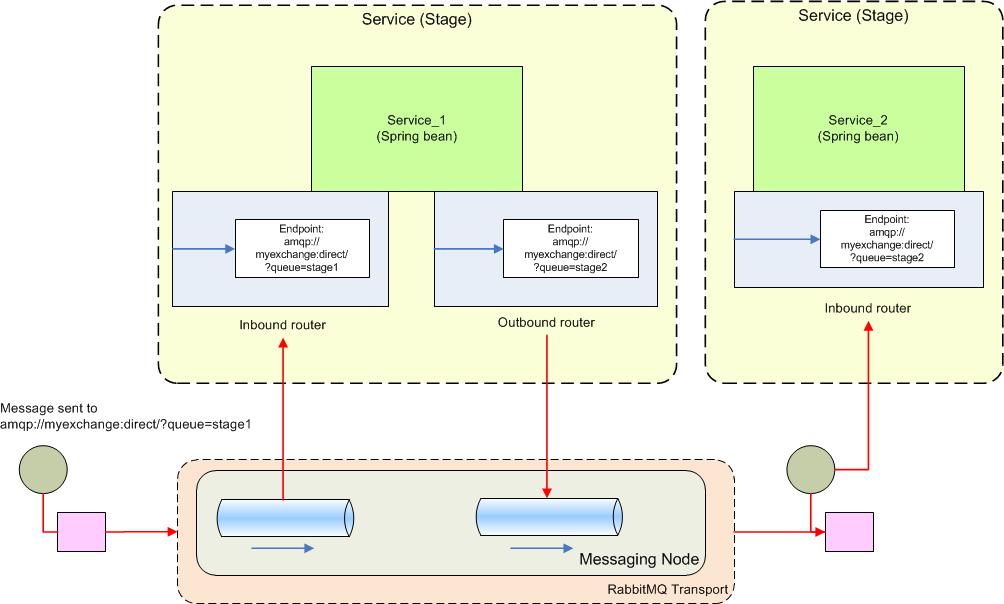 Service (Stage)
Service (Stage)
Service_1
(Spring bean)
Service_2
(Spring bean)
Endpoint:
amqp://
myexchange:direct/
?queue=stage1
Endpoint:
amqp://
myexchange:direct/
?queue=stage2
Endpoint:
amqp://
myexchange:direct/
?queue=stage2
Inbound router
Outbound router
Inbound router
Message sent to
amqp://myexchange:direct/?queue=stage1
Messaging Node
RabbitMQ Transport